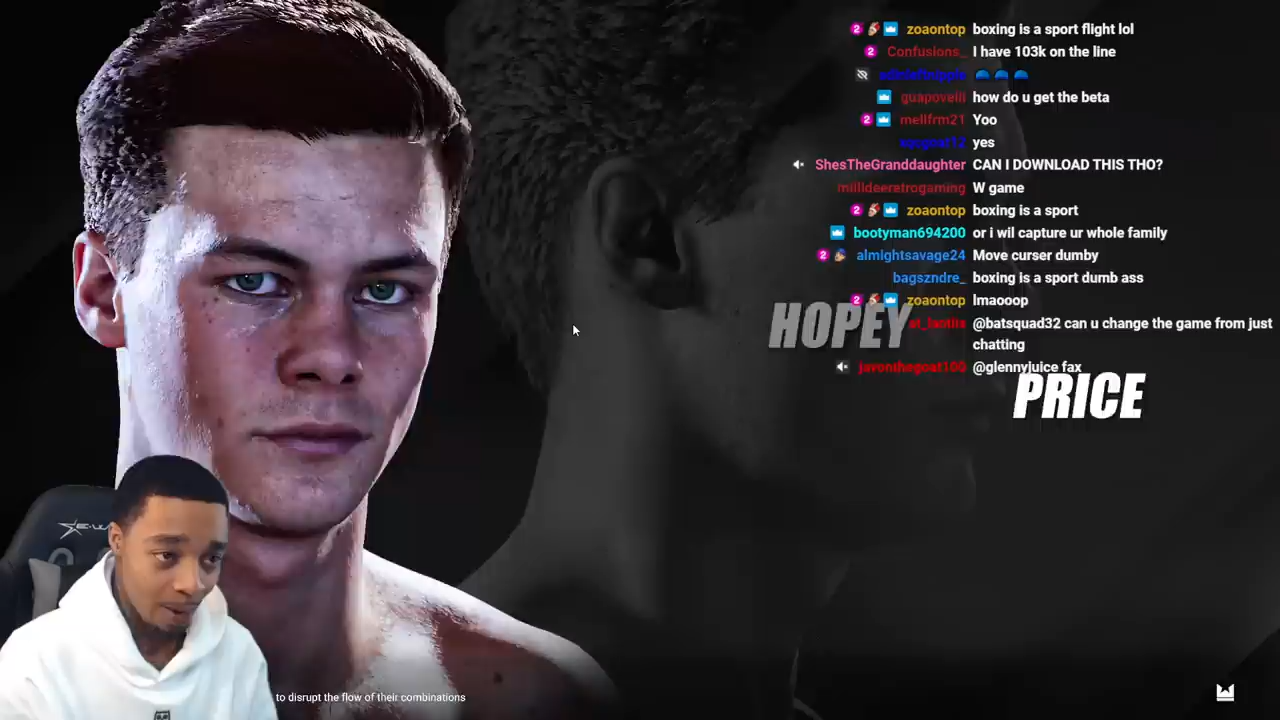 zoaontop boxing is a sport flight lol
Confusions_ I have 103k on the line
guapovelll how do u get the beta
mellfrm21 Yoo
yes
ShesTheGranddaughter CAN I DOWNLOAD THIS THO?
millldeeretrogaming W game
zoaontop boxing is a sport
bootyman694200 or i wil capture ur whole family
almightsavage24 Move curser dumby
bagszndre_ boxing is a sport dumb ass
zoaontop lmaooop
HOPEY
@batsquad32 can u change the game from just
chatting
javonthegoat100 @glennyjuice fax
PRICE
to disrupt the flow of their combinations